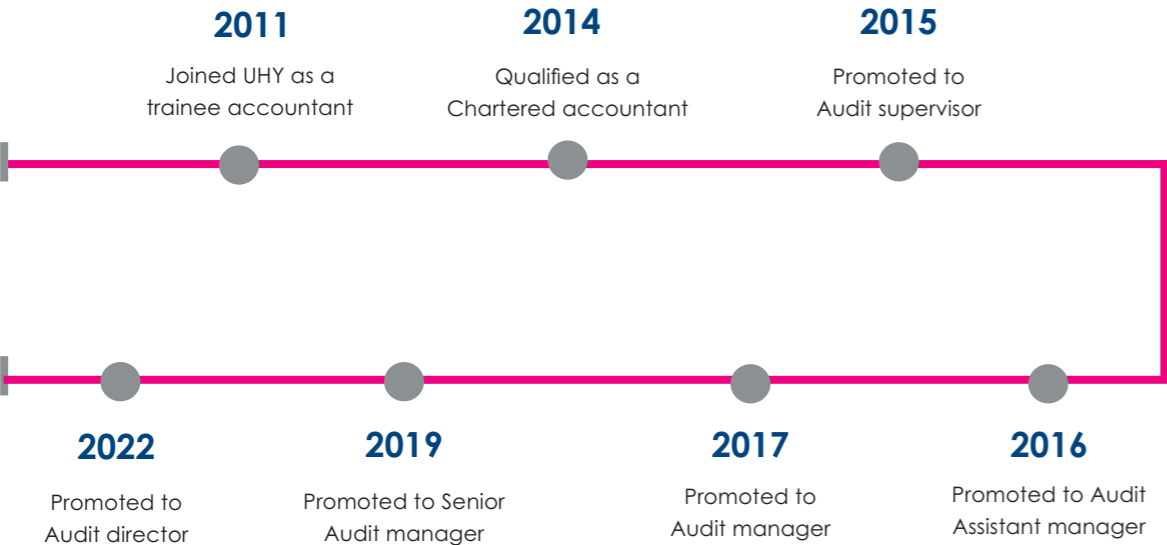 2011
Joined UHY as a
trainee accountant
2014
Qualified as a
Chartered accountant
2015
Promoted to
Audit supervisor
2022
Promoted to
Audit director
2019
Promoted to Senior
Audit manager
2017
Promoted to
Audit manager
2016
Promoted to Audit
Assistant manager